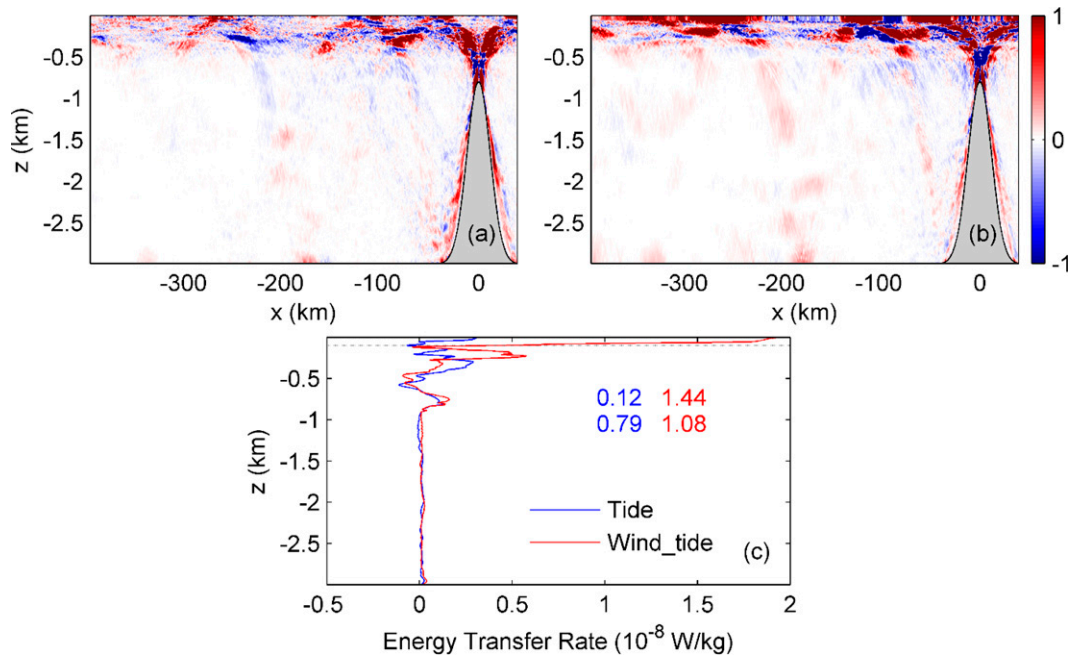 -0.5
-1
-1.5
-2
-2.5
z (km)
(a)
-300 -200 -100 0
x (km)
-0.5
-1
-1.5
-2
-2.5
(b)
-300 -200 -100 0
x (km)
1
0
-1
-0.5
-1
-1.5
-2
-2.5
z (km)
0.12 1.44
0.79 1.08
Tide
Wind_tide
(c)
-0.5 0 0.5 1 1.5 2
Energy Transfer Rate (10⁻⁸ W/kg)